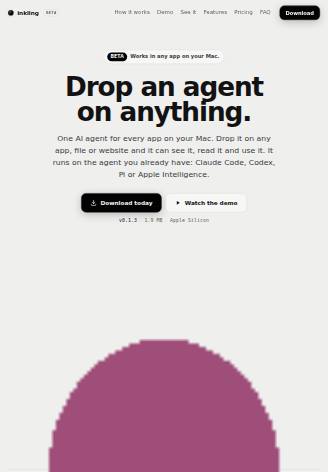 inkling BETA How it works Demo See it Features Pricing FAQ Download
BETA Works in any app on your Mac.
Drop an agent
on anything.
One AI agent for every app on your Mac. Drop it on any
app, file or website and it can see it, read it and use it. It
runs on the agent you already have: Claude Code, Codex,
Pi or Apple Intelligence.
Download today Watch the demo
v0.1.3 1.9 MB Apple Silicon